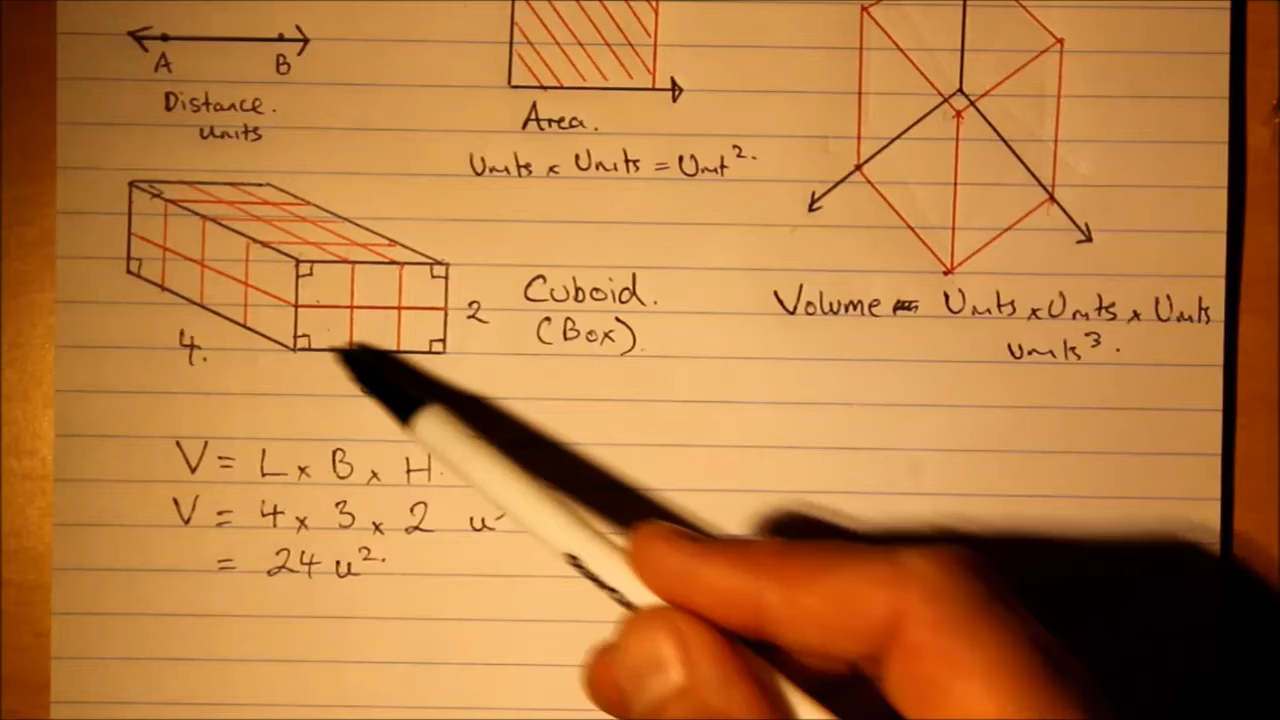 A B
Distance.
units
Area.
Units × Units = Unit².
Volume = Units × Units × Units
units³.
2
Cuboid.
(Box).
4.
V = L × B × H.
V = 4 × 3 × 2 u
= 24 u².